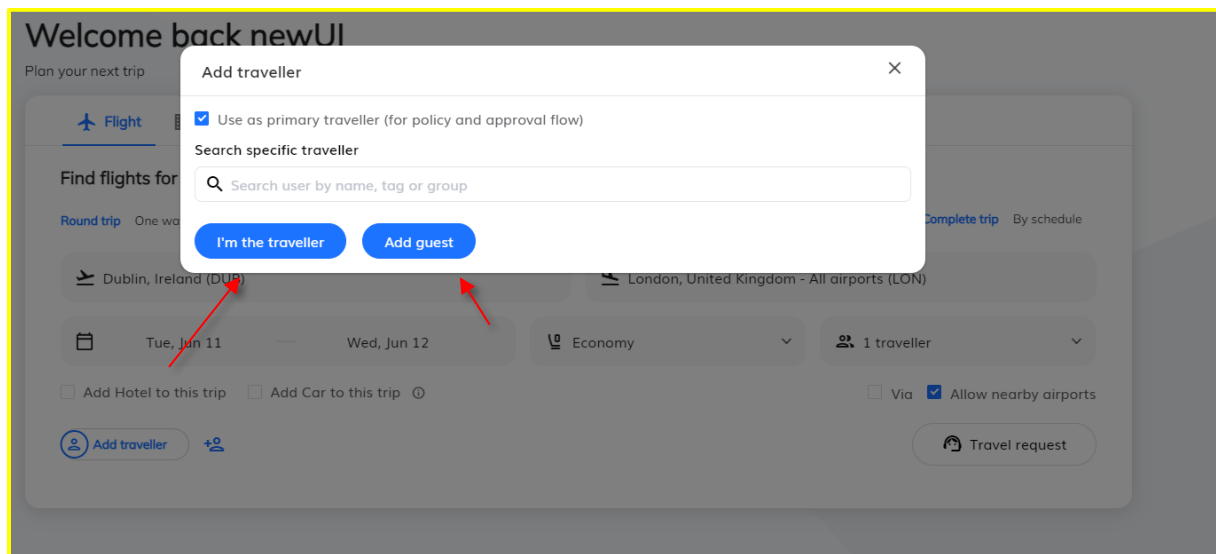 Welcome back newUI
Plan your next trip
Add traveller
Flight
Use as primary traveller (for policy and approval flow)
Search specific traveller
Find flights for
Search user by name, tag or group
Round trip One wa
Complete trip By schedule
I'm the traveller Add guest
Dublin, Ireland (DUB) London, United Kingdom - All airports (LON)
Tue, Jun 11 Wed, Jun 12 Economy 1 traveller
Add Hotel to this trip Add Car to this trip Via Allow nearby airports
Add traveller Travel request